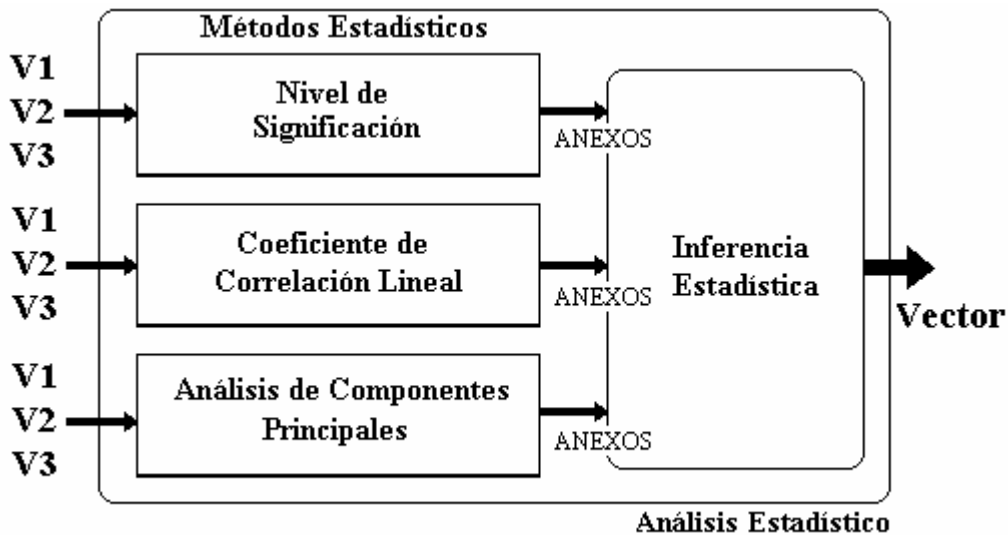 Métodos Estadísticos
V1
V2
V3
Nivel de
Significación
ANEXOS
V1
V2
V3
Coeficiente de
Correlación Lineal
ANEXOS
V1
V2
V3
Análisis de Componentes
Principales
ANEXOS
Inferencia
Estadística
Vector
Análisis Estadístico